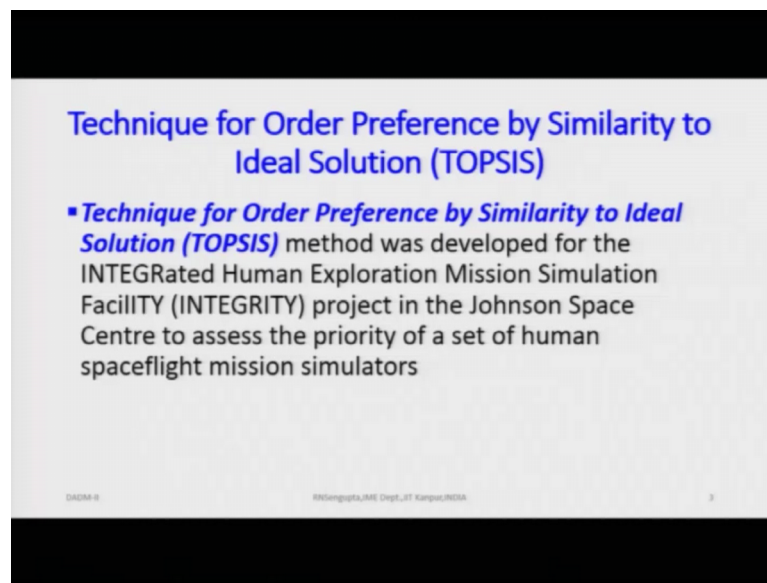 Technique for Order Preference by Similarity to
Ideal Solution (TOPSIS)
▪ Technique for Order Preference by Similarity to Ideal
Solution (TOPSIS) method was developed for the
INTEGRated Human Exploration Mission Simulation
FacilITY (INTEGRITY) project in the Johnson Space
Centre to assess the priority of a set of human
spaceflight mission simulators
DADM-II RNSengupta,IME Dept.,IIT Kanpur,INDIA 3